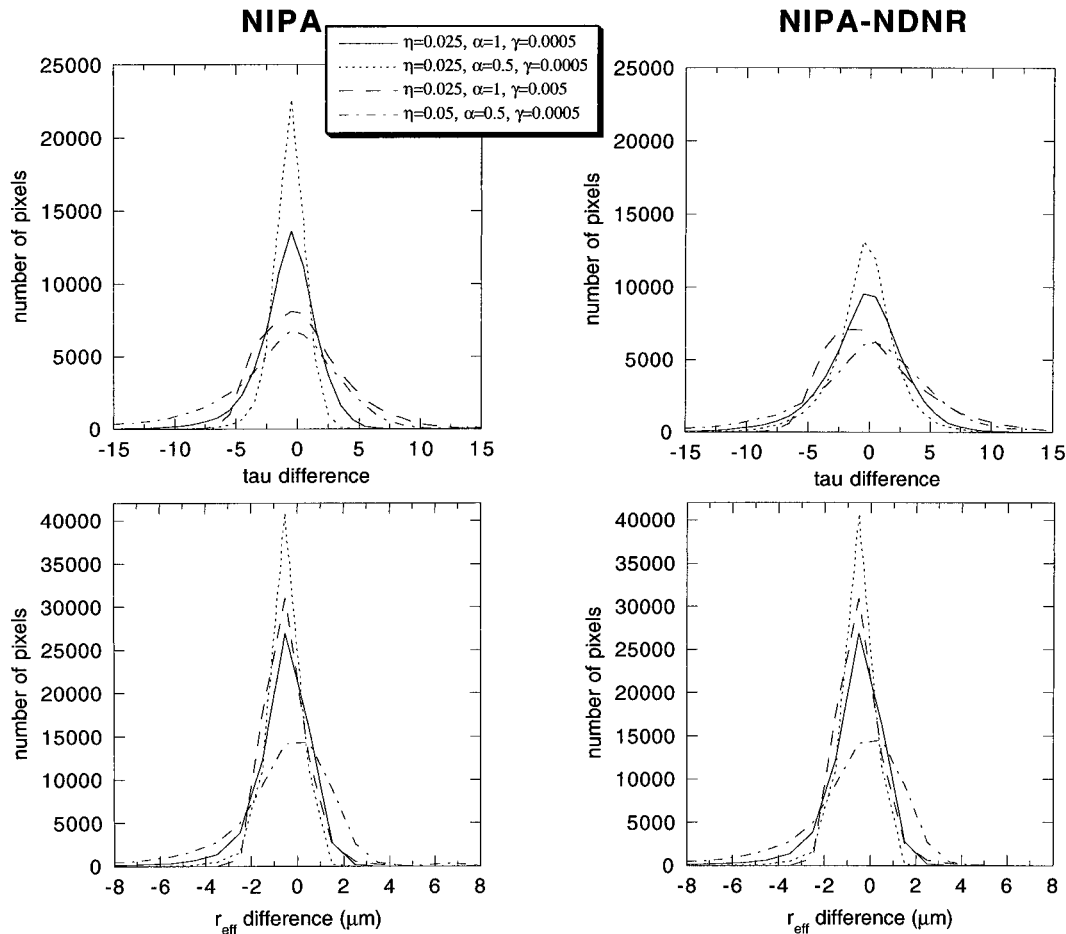 NIPA
NIPA-NDNR
η=0.025, α=1, γ=0.0005
η=0.025, α=0.5, γ=0.0005
η=0.025, α=1, γ=0.005
η=0.05, α=0.5, γ=0.0005
25000
20000
15000
10000
5000
0
number of pixels
-15 -10 -5 0 5 10 15
tau difference
25000
20000
15000
10000
5000
0
number of pixels
-15 -10 -5 0 5 10 15
tau difference
40000
35000
30000
25000
20000
15000
10000
5000
0
number of pixels
-8 -6 -4 -2 0 2 4 6 8
r_eff difference (μm)
40000
35000
30000
25000
20000
15000
10000
5000
0
number of pixels
-8 -6 -4 -2 0 2 4 6 8
r_eff difference (μm)